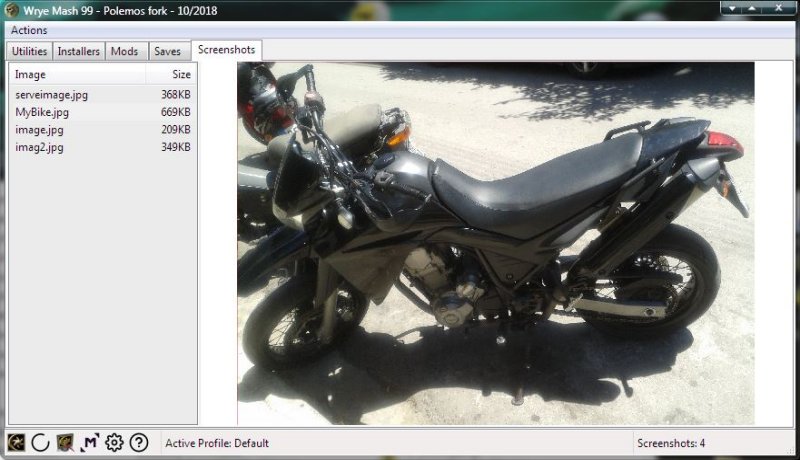 Wrye Mash 99 - Polemos fork - 10/2018
Actions
Utilities Installers Mods Saves Screenshots
Image Size
serveimage.jpg 368KB
MyBike.jpg 669KB
image.jpg 209KB
imag2.jpg 349KB
M ?
Active Profile: Default Screenshots: 4